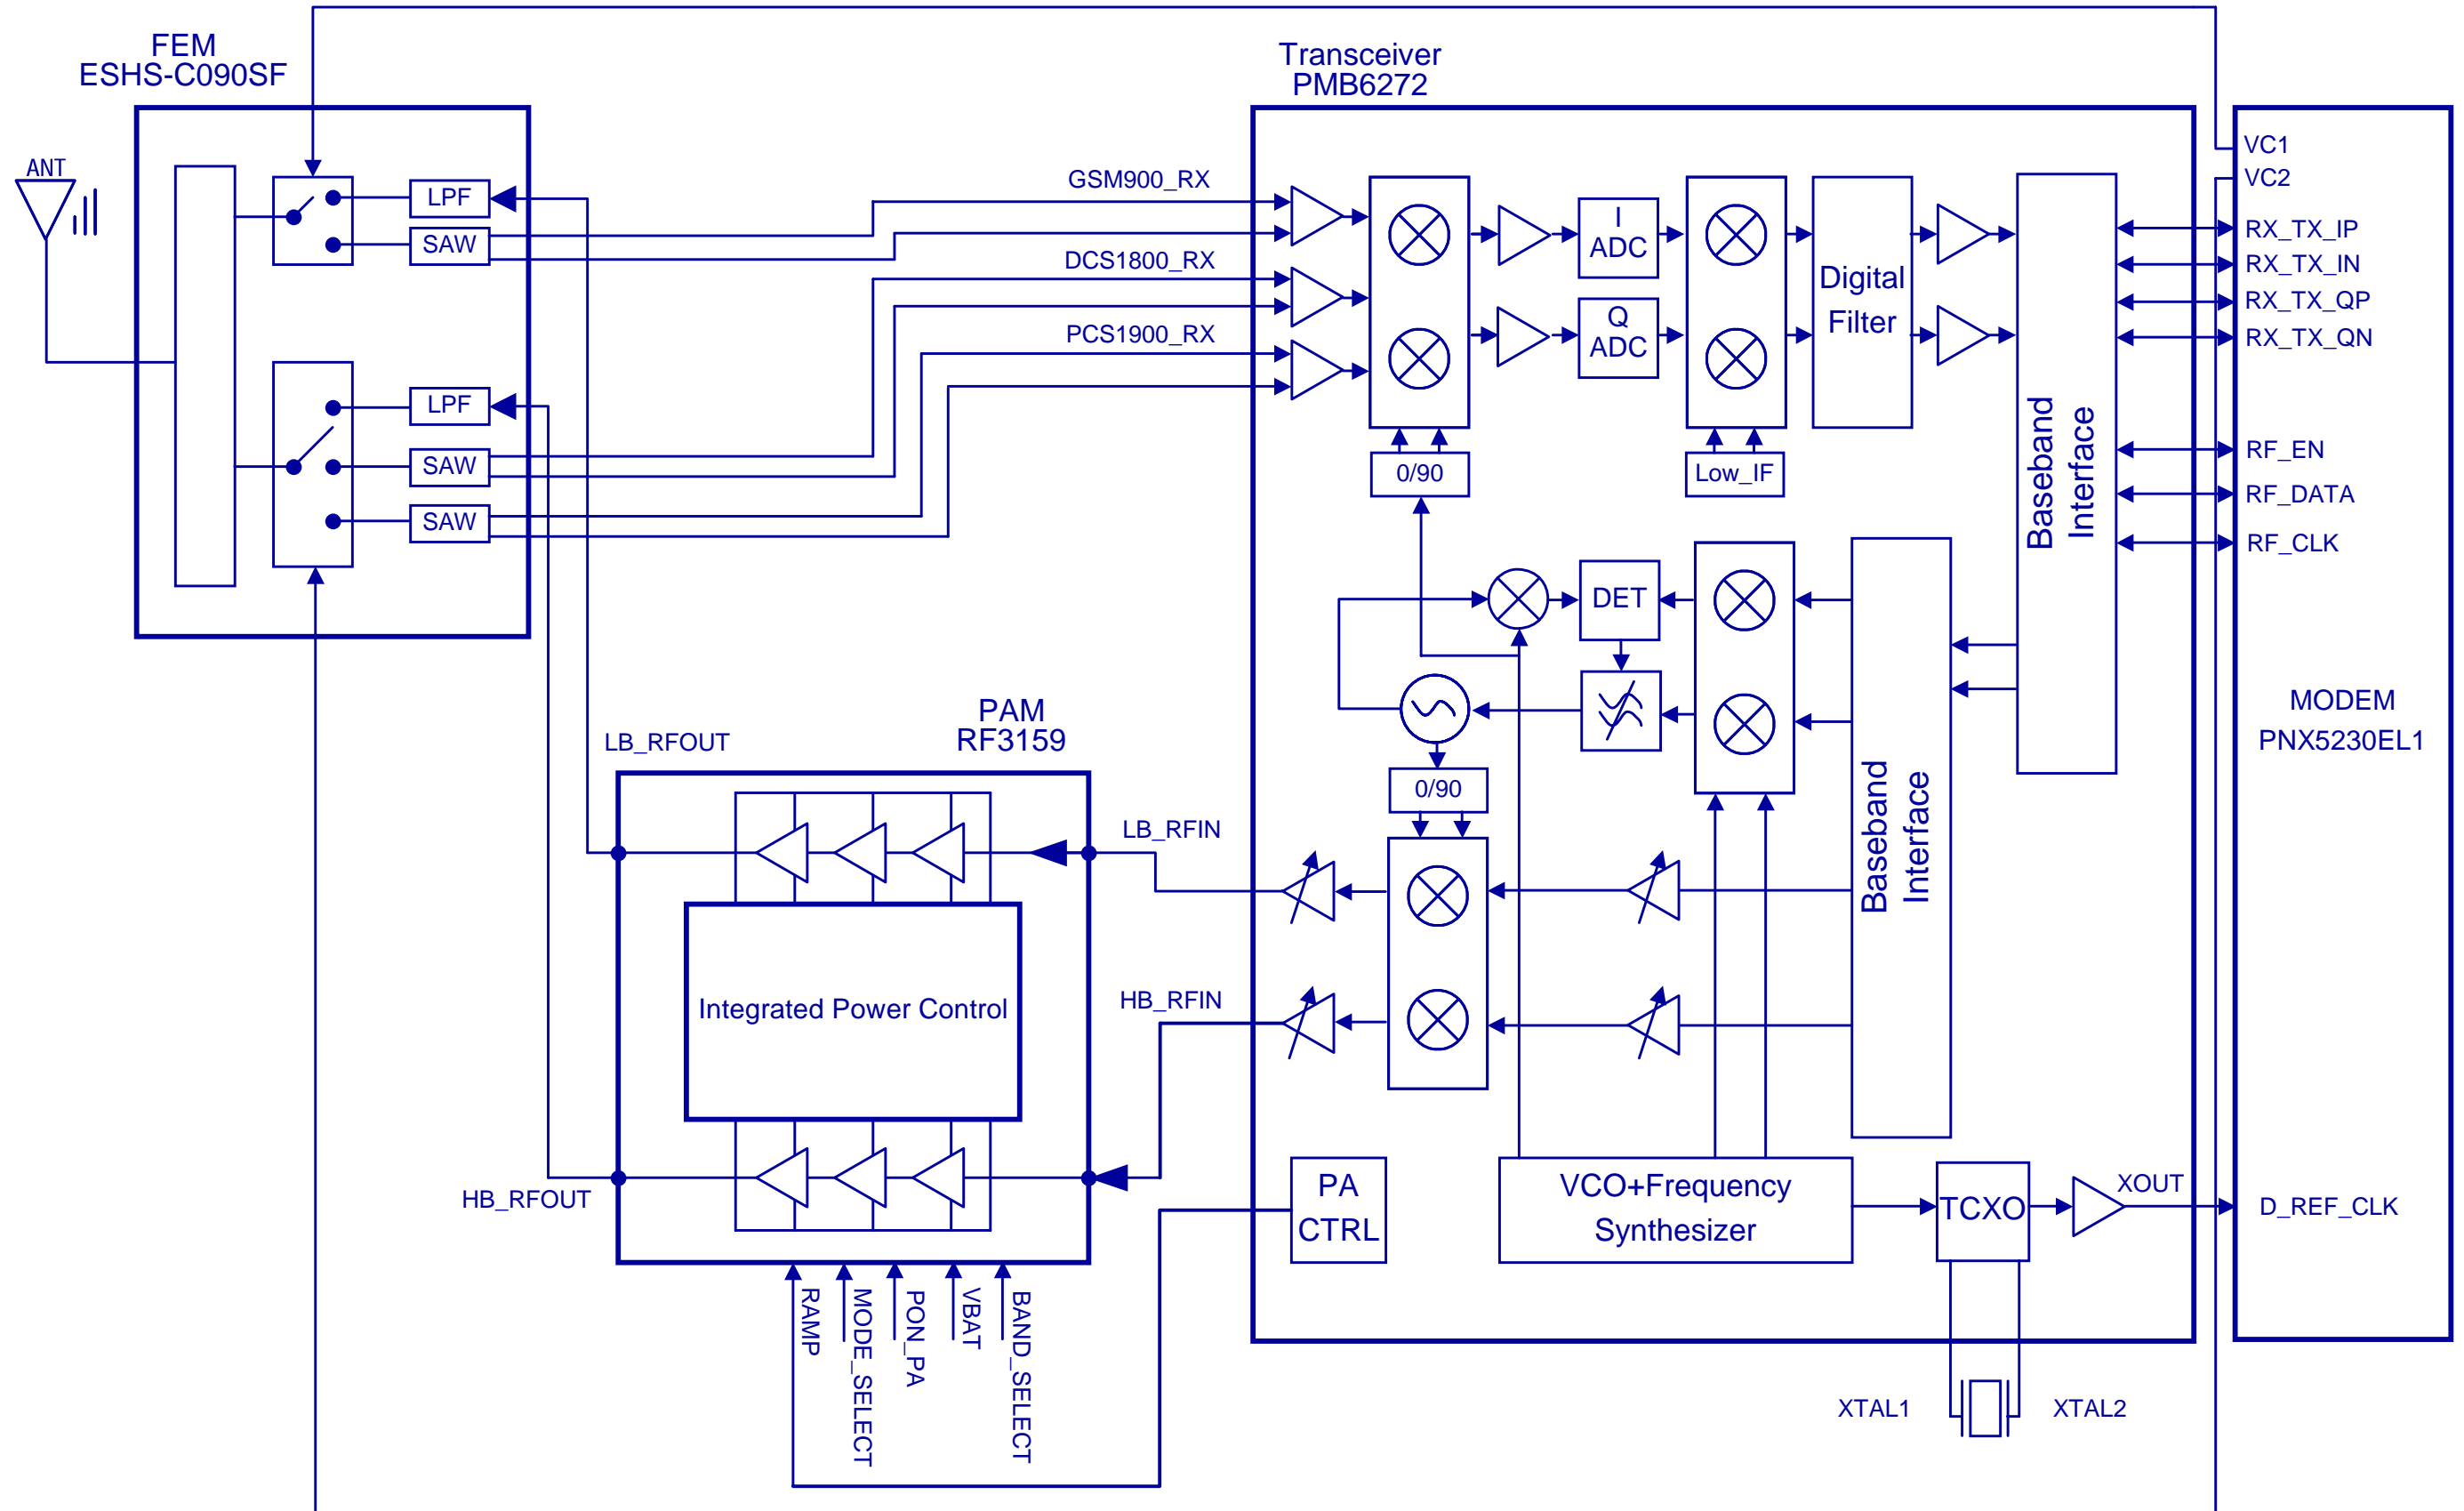 FEM
ESHS-C090SF
ANT
LPF
SAW
LPF
SAW
SAW
GSM900_RX
DCS1800_RX
PCS1900_RX
Transceiver
PMB6272
I
ADC
Q
ADC
Digital
Filter
0/90
Low_IF
Baseband
Interface
VC1
VC2
RX_TX_IP
RX_TX_IN
RX_TX_QP
RX_TX_QN
RF_EN
RF_DATA
RF_CLK
MODEM
PNX5230EL1
DET
0/90
Baseband
Interface
PAM
RF3159
LB_RFOUT
LB_RFIN
Integrated Power Control
HB_RFIN
HB_RFOUT
PA
CTRL
VCO+Frequency
Synthesizer
TCXO
XOUT
D_REF_CLK
RAMP
MODE_SELECT
PON_PA
VBAT
BAND_SELECT
XTAL1
XTAL2